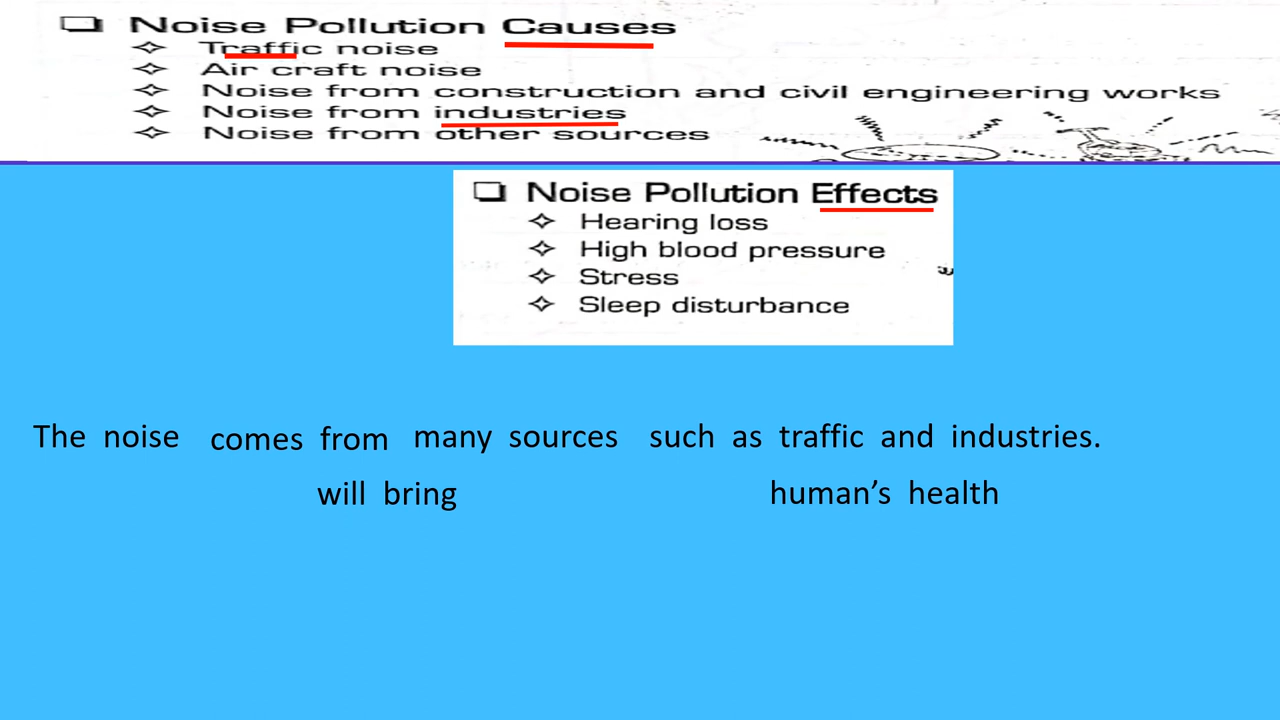 Noise Pollution Causes
Traffic noise
Air craft noise
Noise from construction and civil engineering works
Noise from industries
Noise from other sources
Noise Pollution Effects
Hearing loss
High blood pressure
Stress
Sleep disturbance
The noise comes from many sources such as traffic and industries.
will bring human’s health